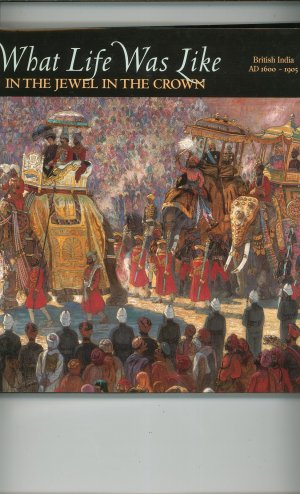 What Life Was Like
IN THE JEWEL IN THE CROWN
British India
AD 1600 - 1905